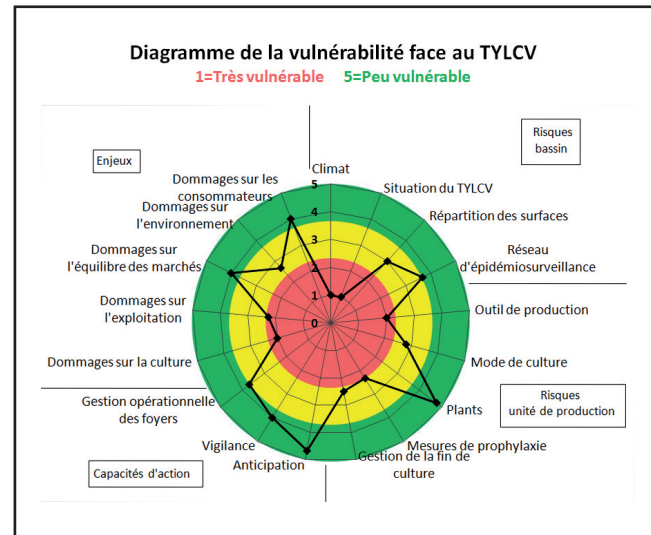 Diagramme de la vulnérabilité face au TYLCV
1=Très vulnérable 5=Peu vulnérable
Enjeux
Risques
bassin
Climat
Situation du TYLCV
Répartition des surfaces
Réseau
d'épidémiosurveillance
Outil de production
Mode de culture
Plants
Risques
unité de production
Mesures de prophylaxie
Gestion de la fin de
culture
Anticipation
Vigilance
Capacités d'action
Gestion opérationnelle
des foyers
Dommages sur la culture
Dommages sur
l'exploitation
Dommages sur
l'équilibre des marchés
Dommages sur
l'environnement
Dommages sur les
consommateurs
5
4
3
2
1
0